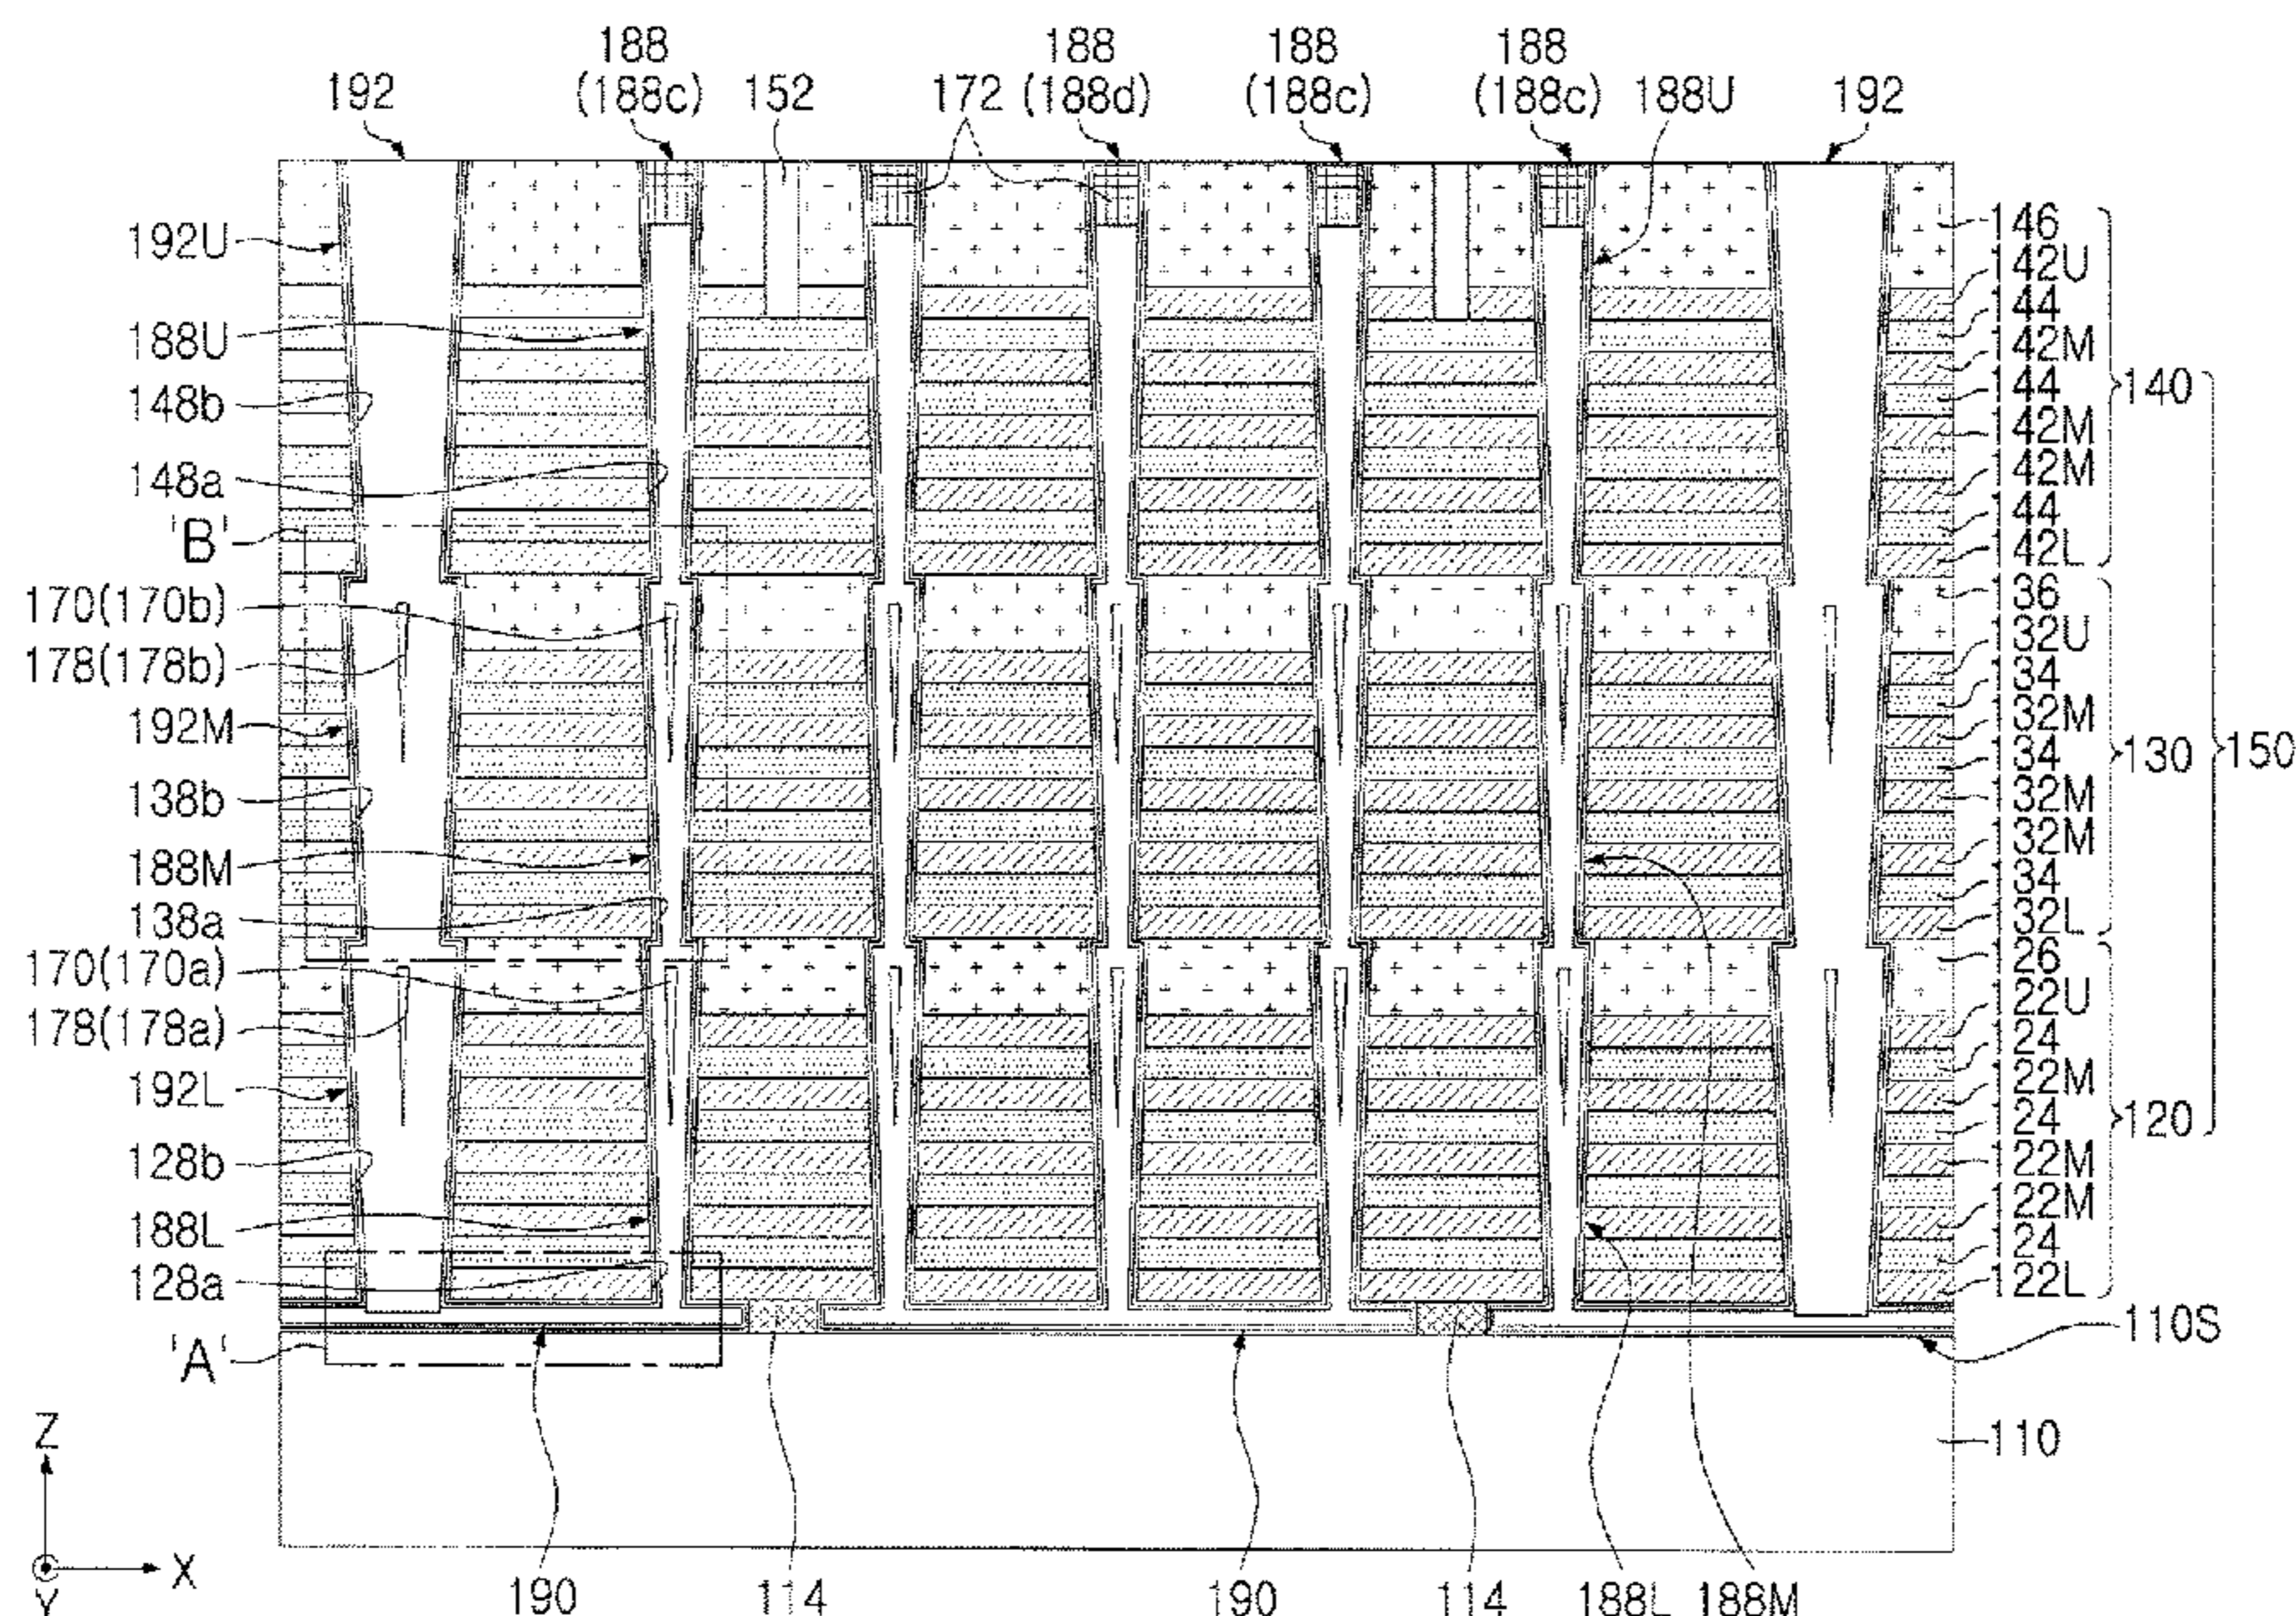 188 188 188 188
192 (188c) 152 172 (188d) (188c) (188c) 188U 192
192U
188U
148b
148a
'B'
170(170b)
178(178b)
192M
138b
188M
138a
170(170a)
178(178a)
192L
128b
188L
128a
'A'
146
142U
144
142M
144
142M
142M
144
142L
140
136
132U
134
132M
134
132M
132M
134
132L
130
150
126
122U
124
122M
124
122M
122M
124
122L
120
110S
110
Z
X
Y
190 114 190 114 188L 188M